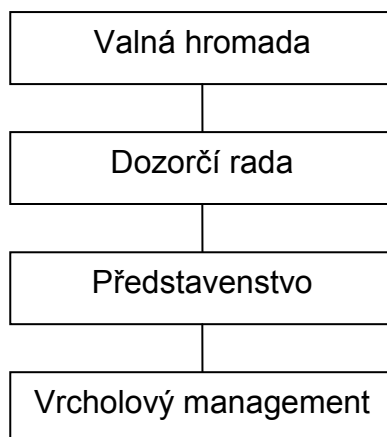 Valná hromada
Dozorčí rada
Představenstvo
Vrcholový management